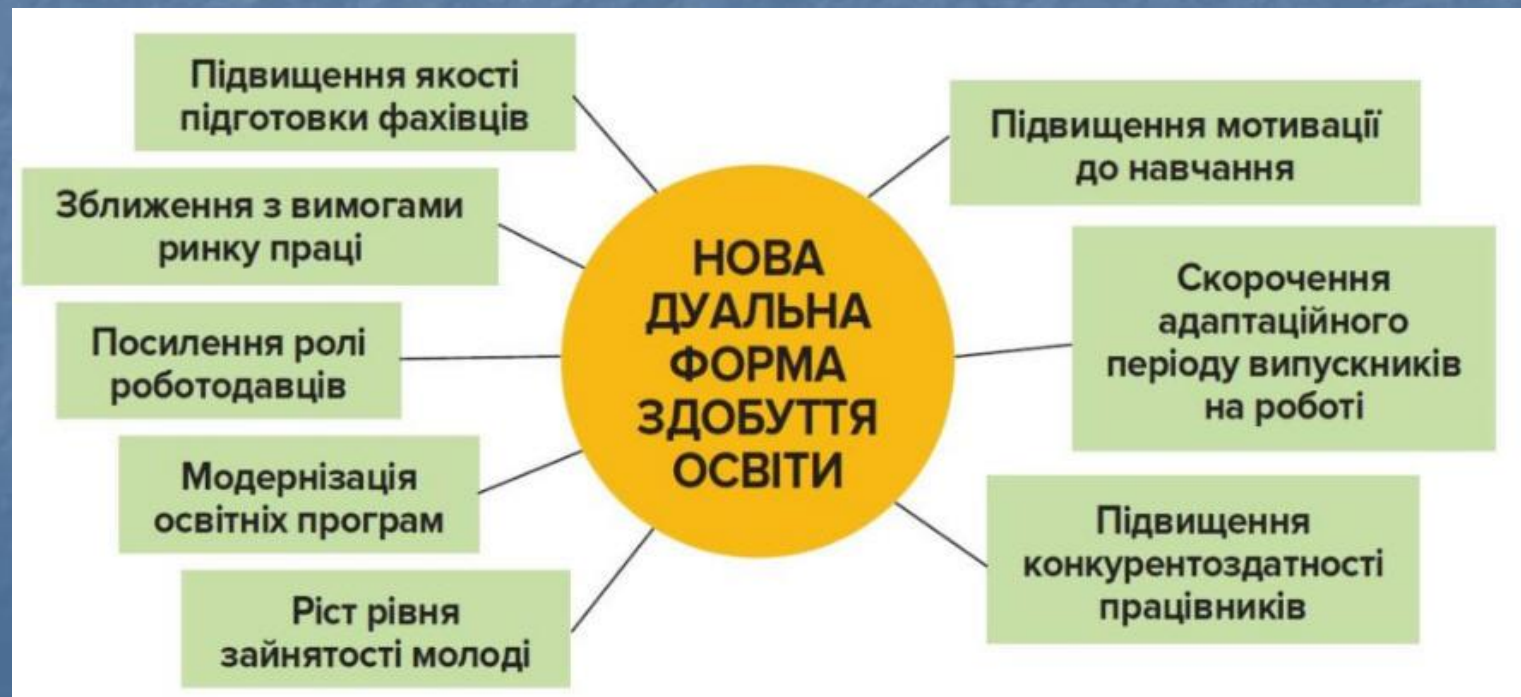 Підвищення якості
підготовки фахівців
Зближення з вимогами
ринку праці
Посилення ролі
роботодавців
Модернізація
освітніх програм
Ріст рівня
зайнятості молоді
НОВА
ДУАЛЬНА
ФОРМА
ЗДОБУТТЯ
ОСВІТИ
Підвищення мотивації
до навчання
Скорочення
адаптаційного
періоду випускників
на роботі
Підвищення
конкурентоздатності
працівників